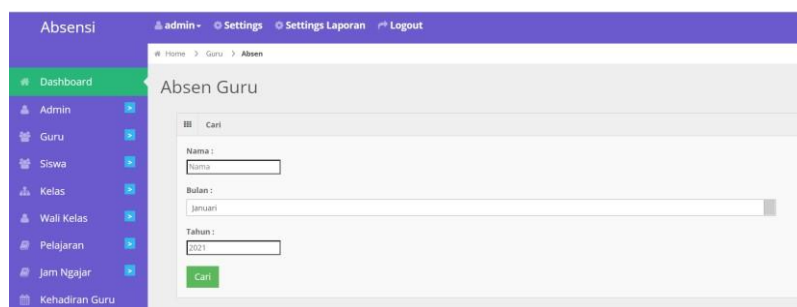 Absensi
admin
Settings
Settings Laporan
Logout
Home > Guru > Absen
Dashboard
Admin
Guru
Siswa
Kelas
Wali Kelas
Pelajaran
Jam Ngajar
Kehadiran Guru
Absen Guru
Cari
Nama :
Nama
Bulan :
Januari
Tahun :
2021
Cari